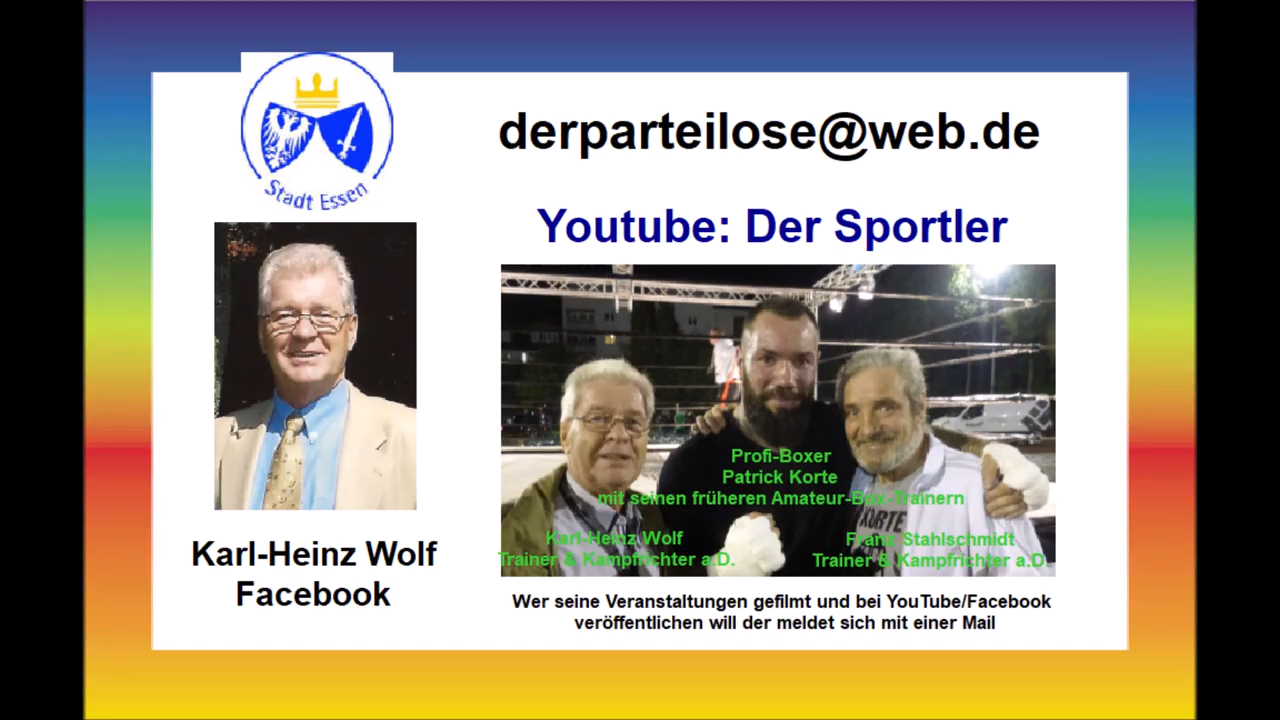 Stadt Essen
derparteilose@web.de
Youtube: Der Sportler
Profi-Boxer
Patrick Korte
mit seinen früheren Amateur-Box-Trainern
KORTE
Karl-Heinz Wolf
Trainer & Kampfrichter a.D.
Franz Stahlschmidt
Trainer & Kampfrichter a.D.
Karl-Heinz Wolf
Facebook
Wer seine Veranstaltungen gefilmt und bei YouTube/Facebook
veröffentlichen will der meldet sich mit einer Mail